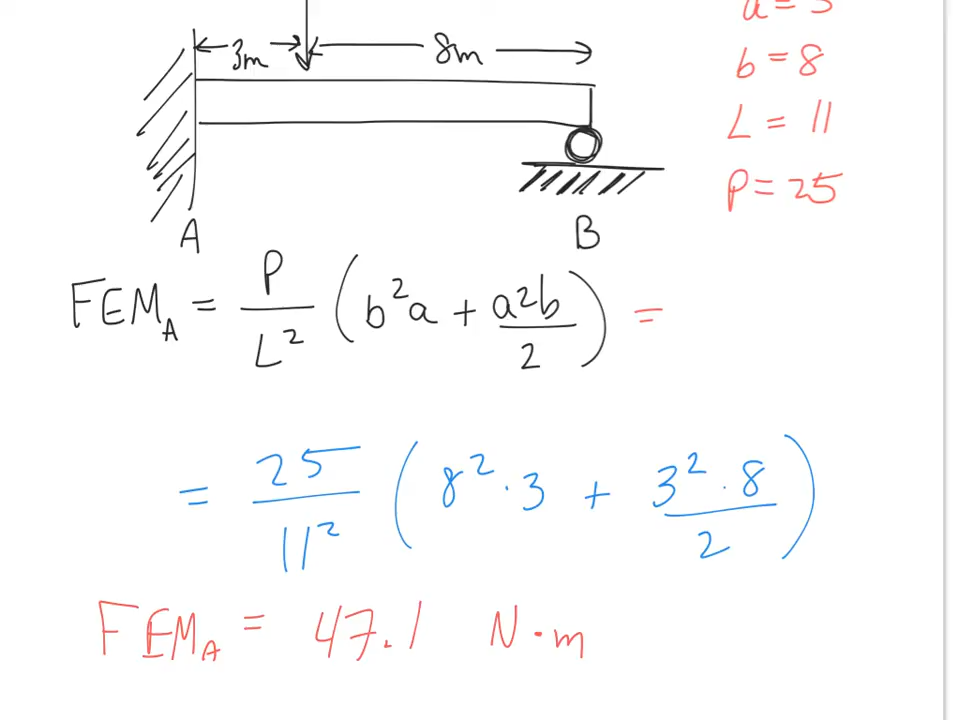 a = 3
3m 8m
b = 8
L = 11
P = 25
A B
FEM_A = P/L² (b²a + a²b/2) =
= 25/11² (8² · 3 + 3² · 8/2)
FEM_A = 47.1 N·m